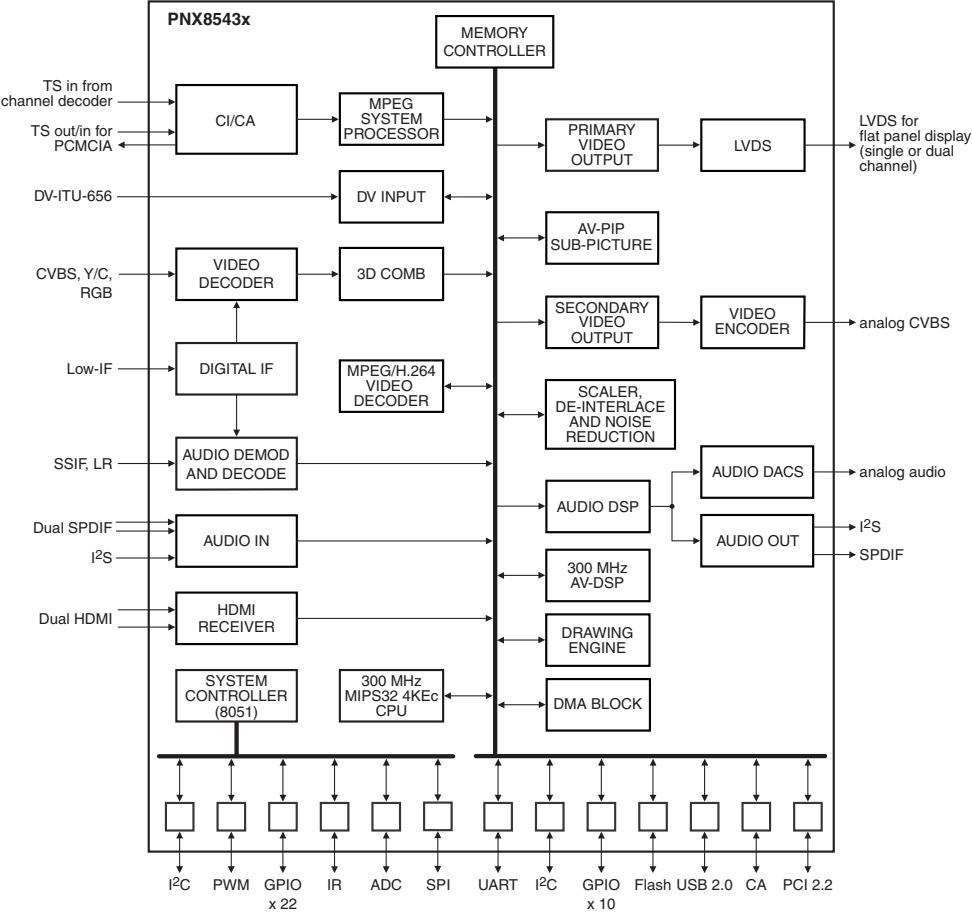 PNX8543x
MEMORY
CONTROLLER
TS in from
channel decoder
TS out/in for
PCMCIA
CI/CA
MPEG
SYSTEM
PROCESSOR
PRIMARY
VIDEO
OUTPUT
LVDS
LVDS for
flat panel display
(single or dual
channel)
DV-ITU-656
DV INPUT
AV-PIP
SUB-PICTURE
CVBS, Y/C,
RGB
VIDEO
DECODER
3D COMB
SECONDARY
VIDEO
OUTPUT
VIDEO
ENCODER
analog CVBS
Low-IF
DIGITAL IF
MPEG/H.264
VIDEO
DECODER
SCALER,
DE-INTERLACE
AND NOISE
REDUCTION
SSIF, LR
AUDIO DEMOD
AND DECODE
AUDIO DSP
AUDIO DACS
analog audio
Dual SPDIF
I²S
AUDIO IN
AUDIO OUT
I²S
SPDIF
300 MHz
AV-DSP
Dual HDMI
HDMI
RECEIVER
DRAWING
ENGINE
SYSTEM
CONTROLLER
(8051)
300 MHz
MIPS32 4KEc
CPU
DMA BLOCK
I²C PWM GPIO IR ADC SPI UART I²C GPIO Flash USB 2.0 CA PCI 2.2
x 22 x 10